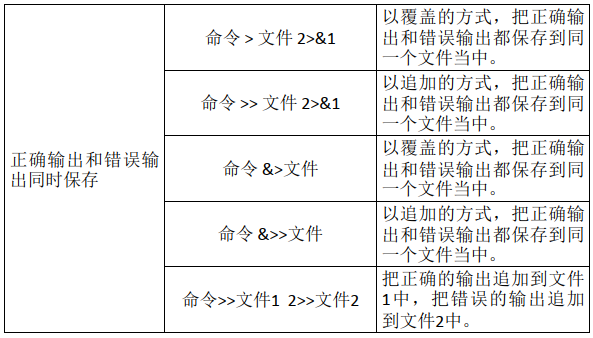 正确输出和错误输
出同时保存
命令 > 文件 2>&1
以覆盖的方式，把正确输
出和错误输出都保存到同
一个文件当中。
命令 >> 文件 2>&1
以追加的方式，把正确输
出和错误输出都保存到同
一个文件当中。
命令 &>文件
以覆盖的方式，把正确输
出和错误输出都保存到同
一个文件当中。
命令 &>>文件
以追加的方式，把正确输
出和错误输出都保存到同
一个文件当中。
命令>>文件1 2>>文件2
把正确的输出追加到文件
1中，把错误的输出追加
到文件2中。